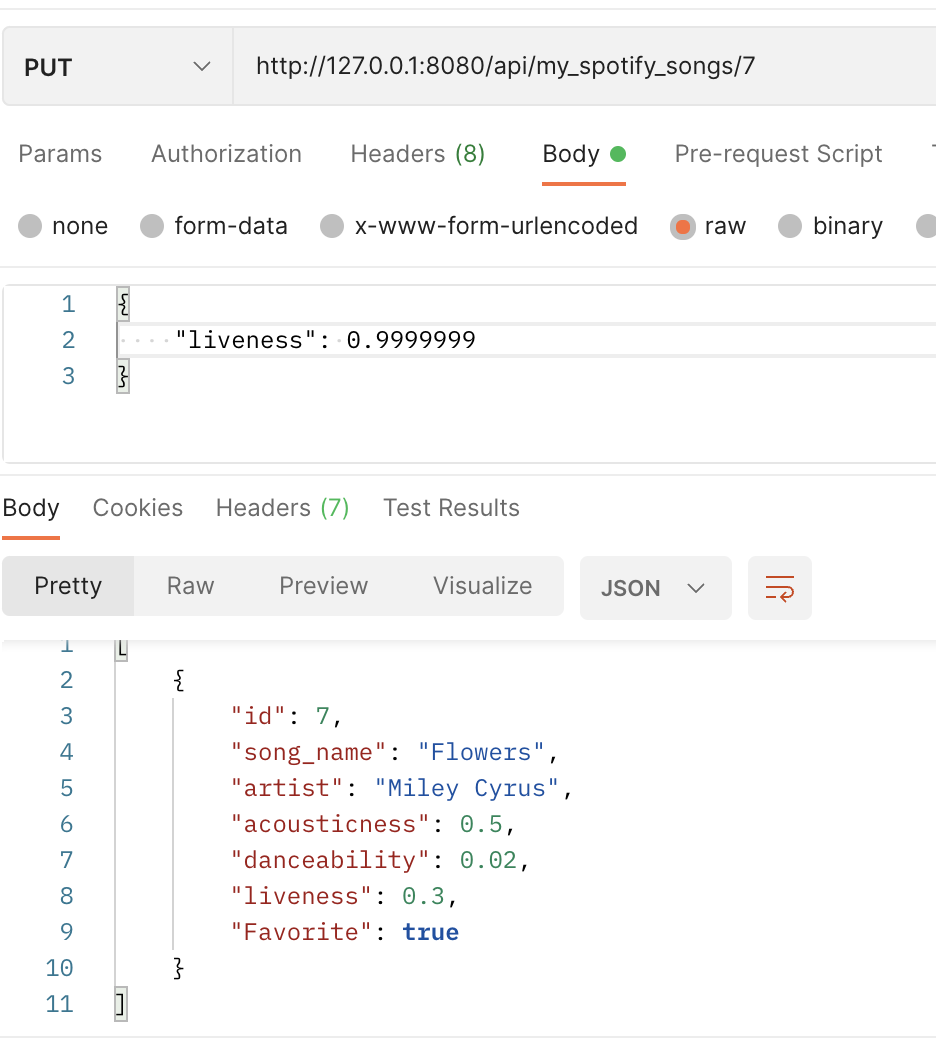 PUT http://127.0.0.1:8080/api/my_spotify_songs/7
Params Authorization Headers (8) Body Pre-request Script
none form-data x-www-form-urlencoded raw binary
1 {
2 "liveness": 0.9999999
3 }
Body Cookies Headers (7) Test Results
Pretty Raw Preview Visualize JSON
1 [
2 {
3 "id": 7,
4 "song_name": "Flowers",
5 "artist": "Miley Cyrus",
6 "acousticness": 0.5,
7 "danceability": 0.02,
8 "liveness": 0.3,
9 "Favorite": true
10 }
11 ]